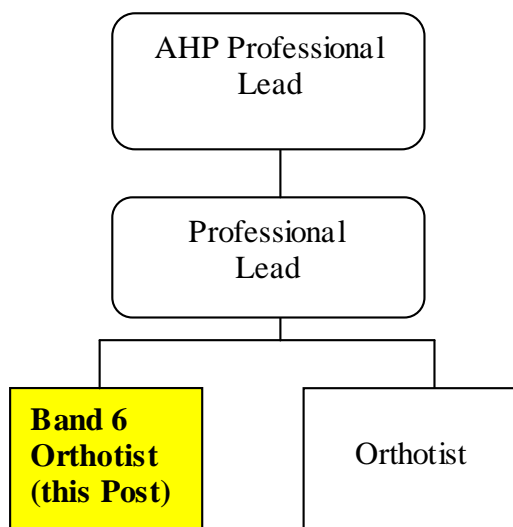 AHP Professional
Lead
Professional
Lead
Band 6
Orthotist
(this Post)
Orthotist